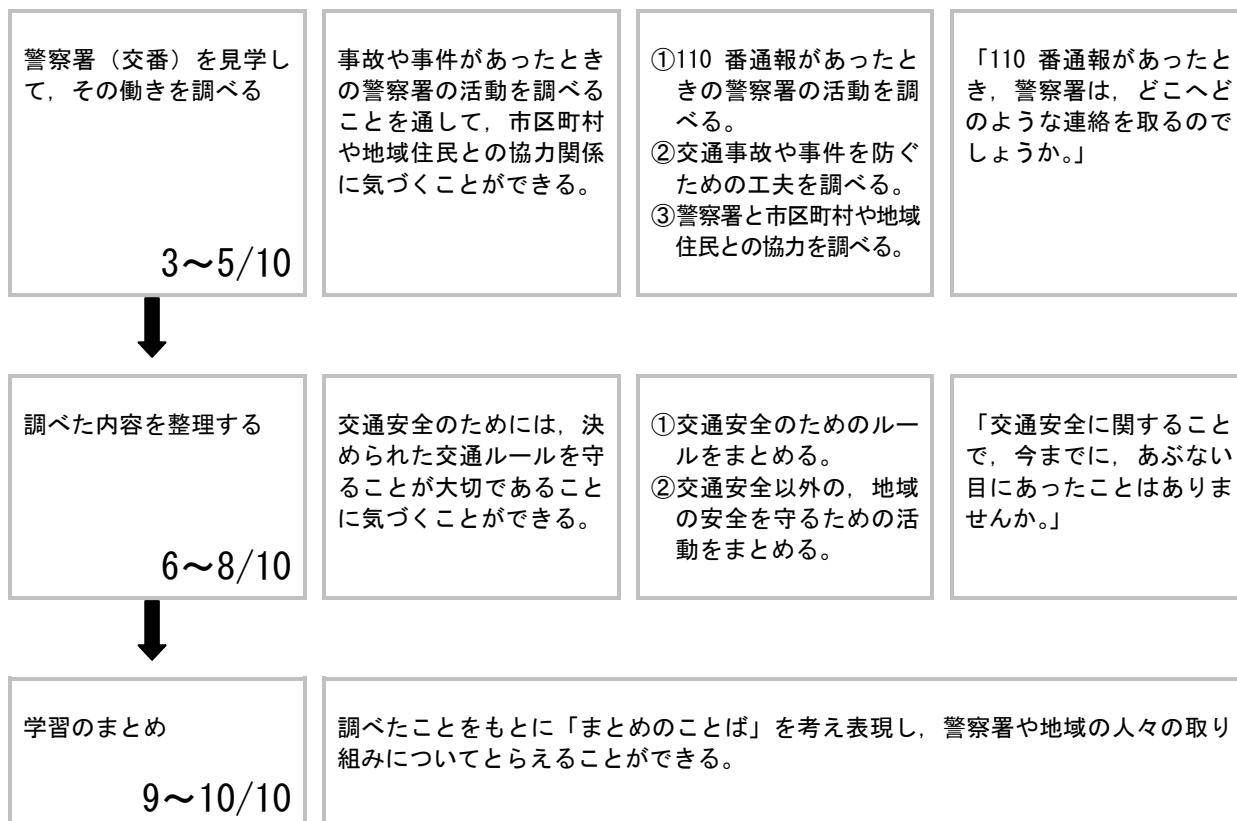 警察署（交番）を見学し
て，その働きを調べる
3～5/10
事故や事件があったとき
の警察署の活動を調べる
ことを通して，市区町村
や地域住民との協力関係
に気づくことができる。
①110 番通報があったと
きの警察署の活動を調
べる。
②交通事故や事件を防ぐ
ための工夫を調べる。
③警察署と市区町村や地域
住民との協力を調べる。
「110 番通報があったと
き，警察署は，どこへど
のような連絡を取るので
しょうか。」
調べた内容を整理する
6～8/10
交通安全のためには，決
められた交通ルールを守
ることが大切であること
に気づくことができる。
①交通安全のためのルー
ルをまとめる。
②交通安全以外の，地域
の安全を守るための活
動をまとめる。
「交通安全に関すること
で，今までに，あぶない
目にあったことはありま
せんか。」
学習のまとめ
9～10/10
調べたことをもとに「まとめのことば」を考え表現し，警察署や地域の人々の取り
組みについてとらえることができる。